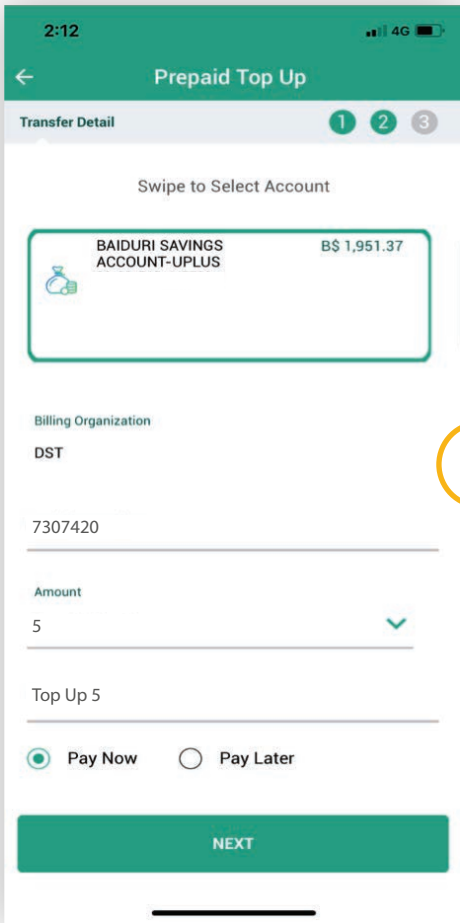 2:12 4G
Prepaid Top Up
Transfer Detail 1 2 3
Swipe to Select Account
BAIDURI SAVINGS B$ 1,951.37
ACCOUNT-UPLUS
Billing Organization
DST
7307420
Amount
5
Top Up 5
Pay Now Pay Later
NEXT